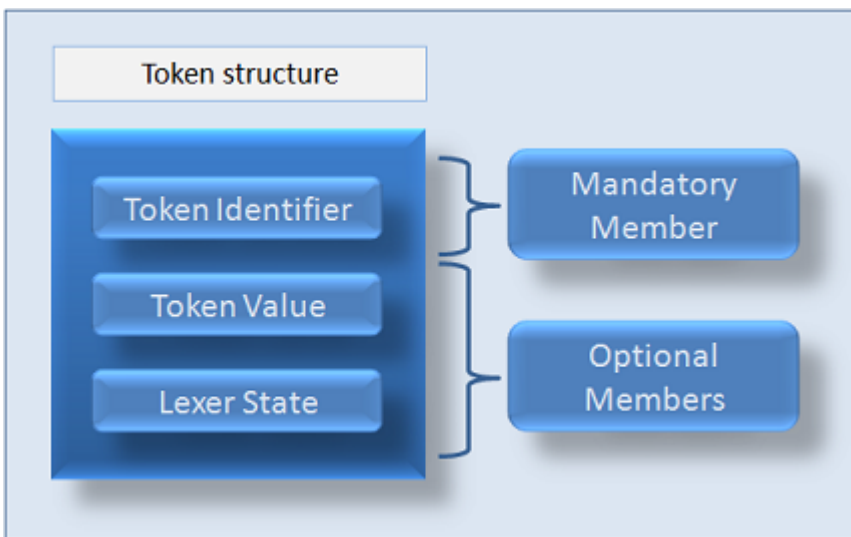 Token structure
Token Identifier
Token Value
Lexer State
Mandatory
Member
Optional
Members